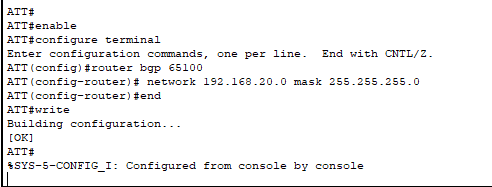 ATT#
ATT#enable
ATT#configure terminal
Enter configuration commands, one per line.  End with CNTL/Z.
ATT(config)#router bgp 65100
ATT(config-router)# network 192.168.20.0 mask 255.255.255.0
ATT(config-router)#end
ATT#write
Building configuration...
[OK]
ATT#
%SYS-5-CONFIG_I: Configured from console by console